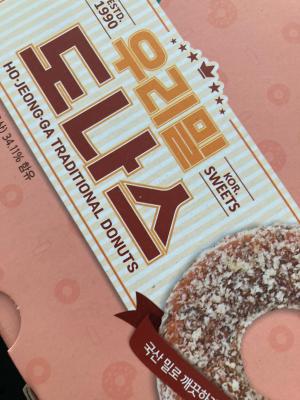 ESTD.
1990
우리밀
도나스
KOR.
SWEETS
HO-JEONG-GA TRADITIONAL DONUTS
34.11% 함유
국산 밀로 깨끗하